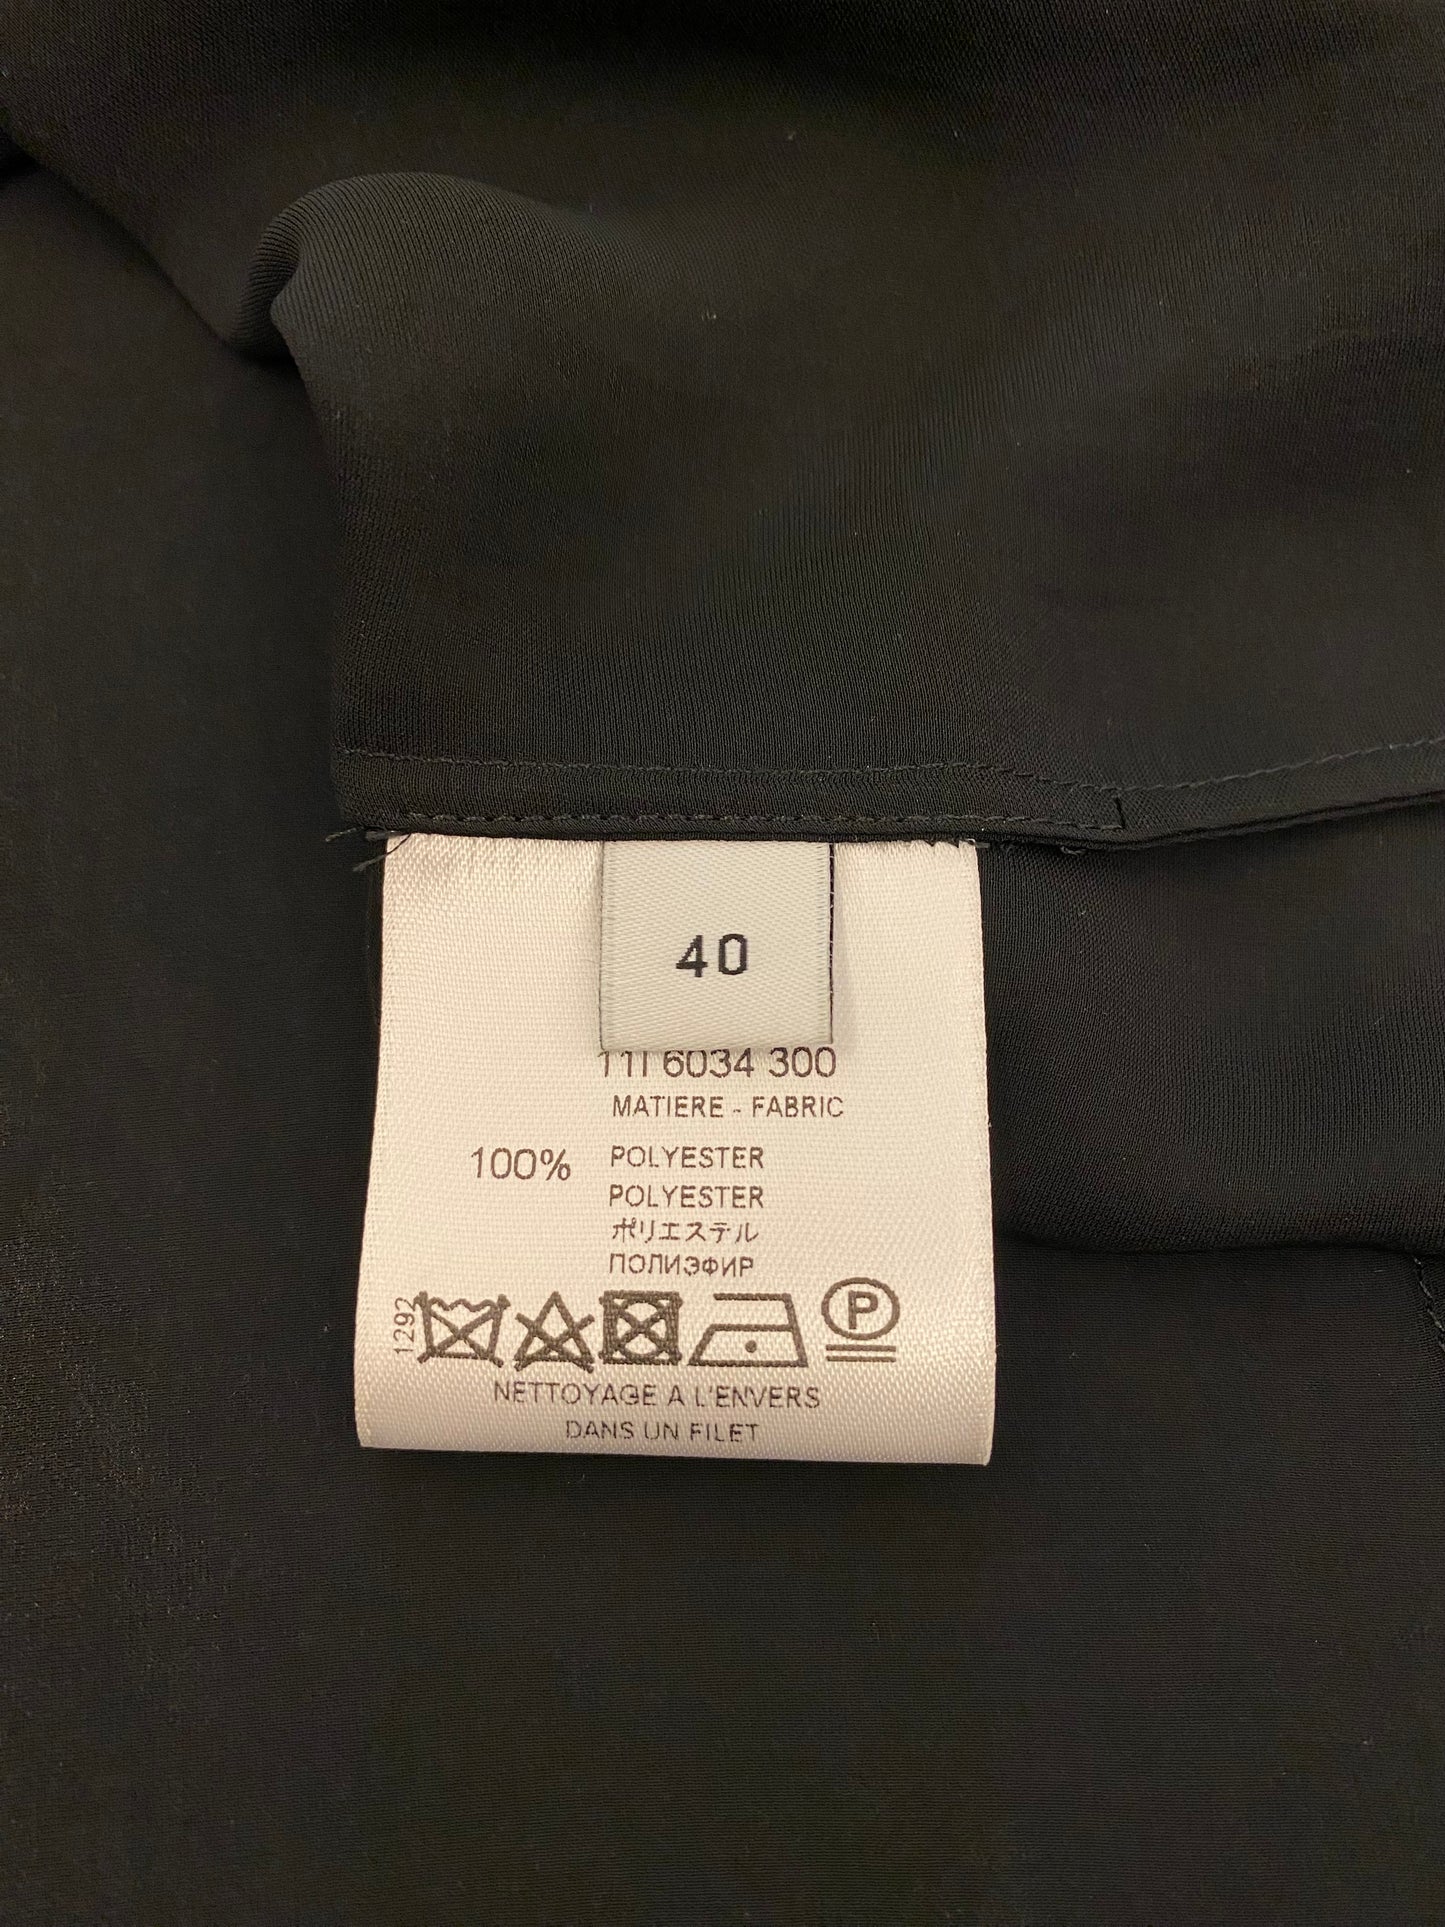 40
11I 6034 300
MATIERE - FABRIC
100% POLYESTER
POLYESTER
ポリエステル
ПОЛИЭФИР
1292
P
NETTOYAGE A L'ENVERS
DANS UN FILET